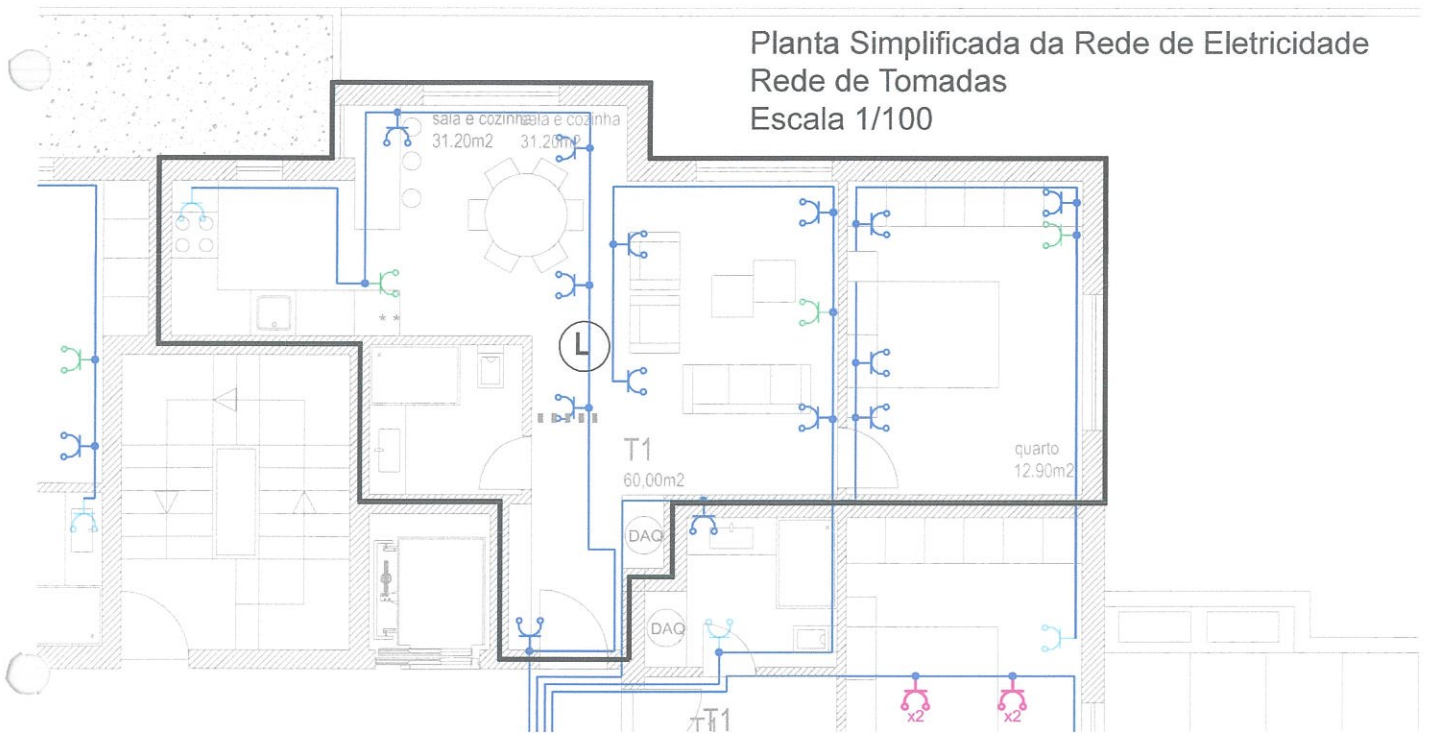 Planta Simplificada da Rede de Eletricidade
Rede de Tomadas
Escala 1/100
sala e cozinha
31.20m2
sala e cozinha
31.20m2
L
**
T1
60,00m2
quarto
12.90m2
DAQ
DAQ
x2
x2
T1
T1